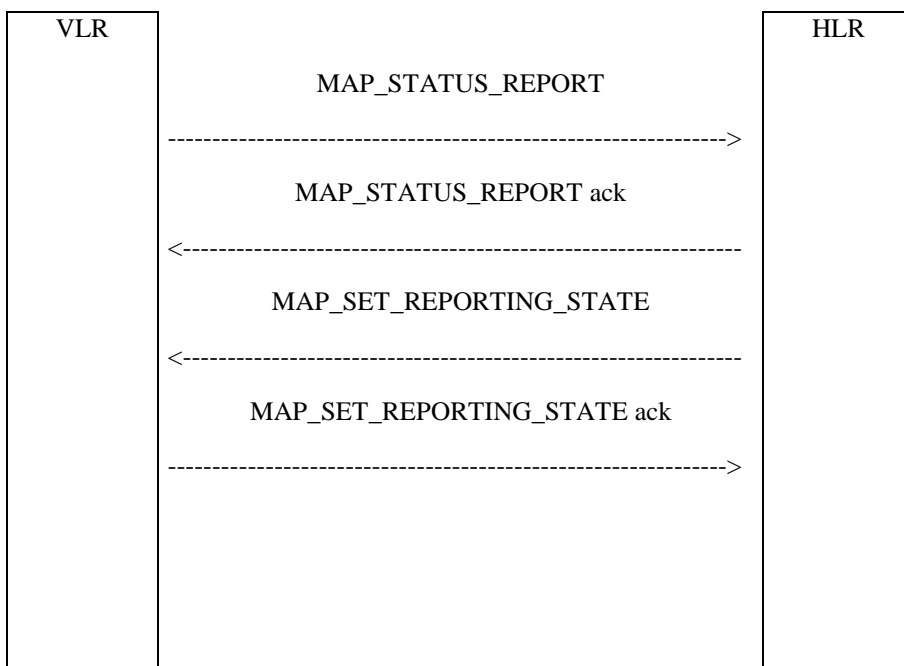 VLR
HLR
MAP_STATUS_REPORT
MAP_STATUS_REPORT ack
MAP_SET_REPORTING_STATE
MAP_SET_REPORTING_STATE ack